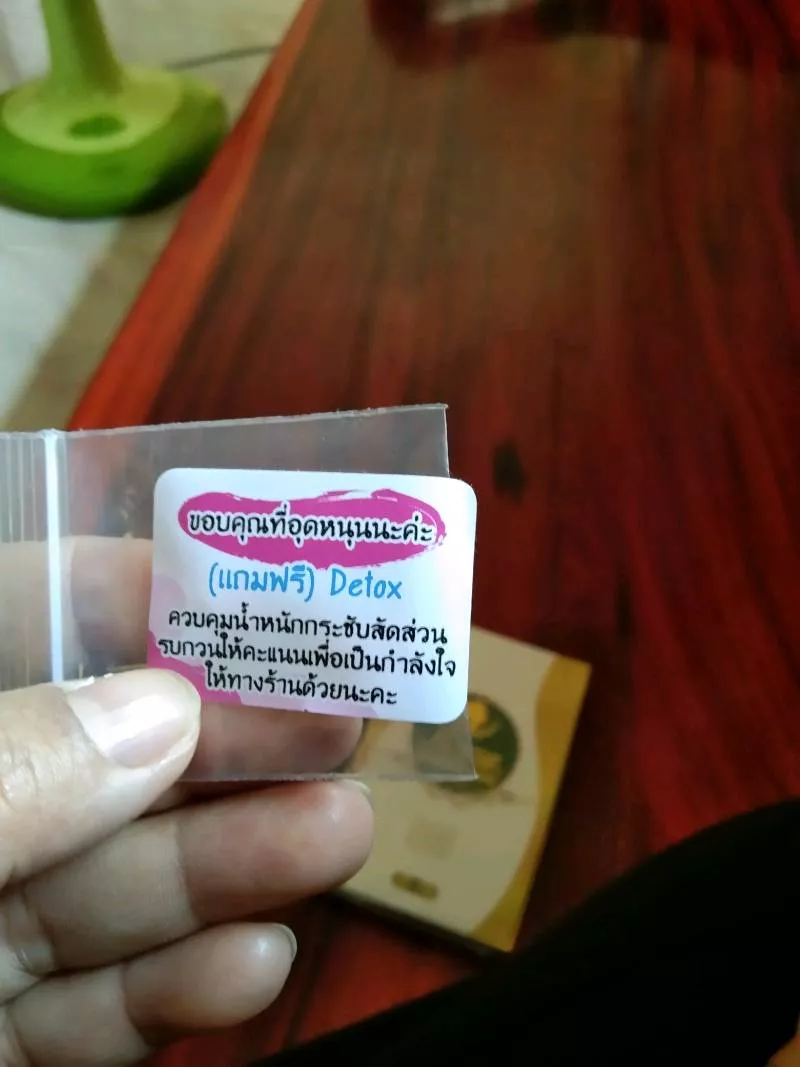 ขอบคุณที่อุดหนุนนะค่ะ
(แถมฟรี) Detox
ควบคุมน้ำหนักกระชับสัดส่วน
รบกวนให้คะแนนเพื่อเป็นกำลังใจ
ให้ทางร้านด้วยนะคะ